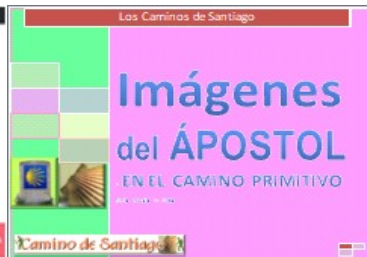 Los Caminos de Santiago
Imágenes
del ÁPOSTOL
EN EL CAMINO PRIMITIVO
Camino de Santiago